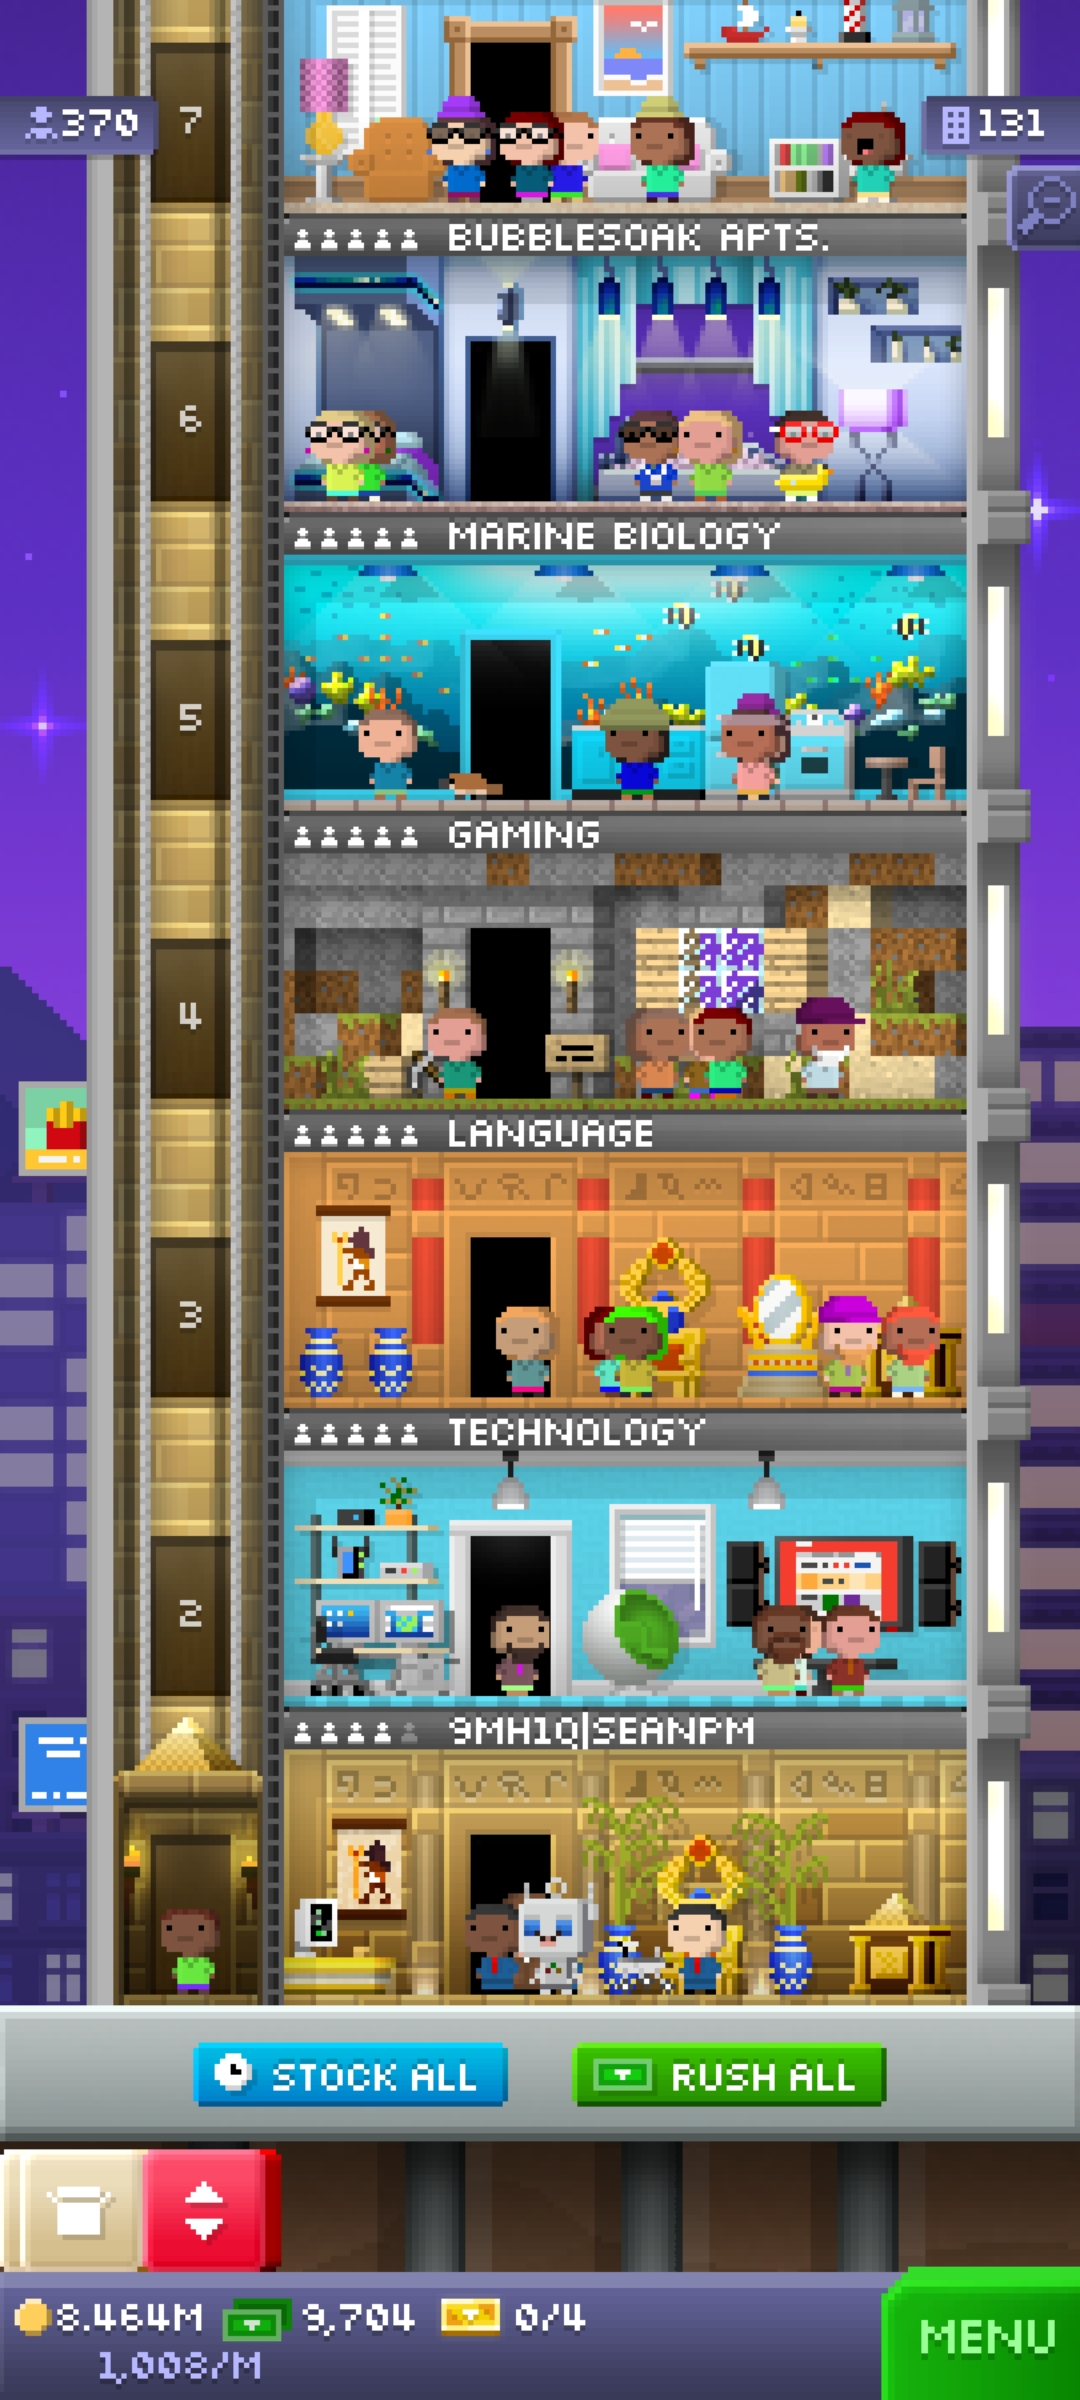 370
7
131
BUBBLESOAK APTS.
6
MARINE BIOLOGY
5
GAMING
4
LANGUAGE
3
TECHNOLOGY
2
9MH1Q|SEANPM
STOCK ALL
RUSH ALL
8.464M 9,704 0/4
1,008/M
MENU